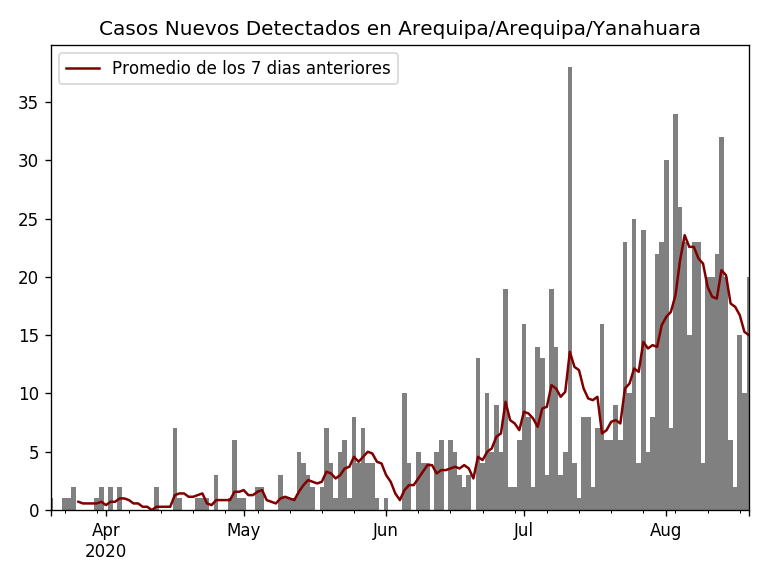 Casos Nuevos Detectados en Arequipa/Arequipa/Yanahuara
Promedio de los 7 dias anteriores
35
30
25
20
15
10
5
0
Apr
2020
May
Jun
Jul
Aug